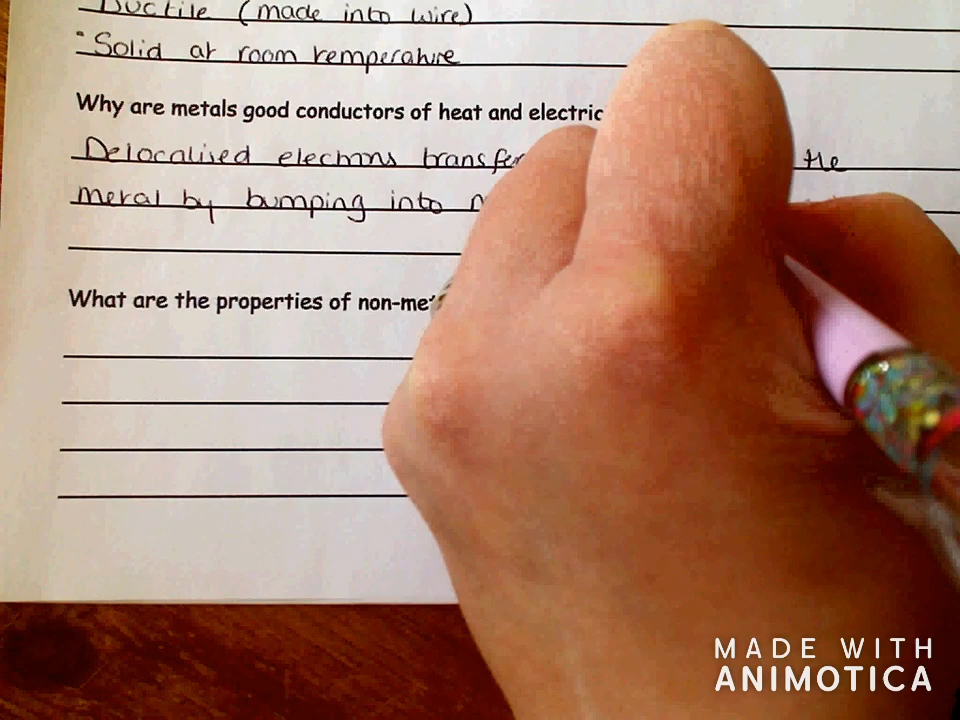 Ductile (made into wire)
• Solid at room temperature
Why are metals good conductors of heat and electric
Delocalised electrons transfer the
metal by bumping into
What are the properties of non-me
MADE WITH
ANIMOTICA